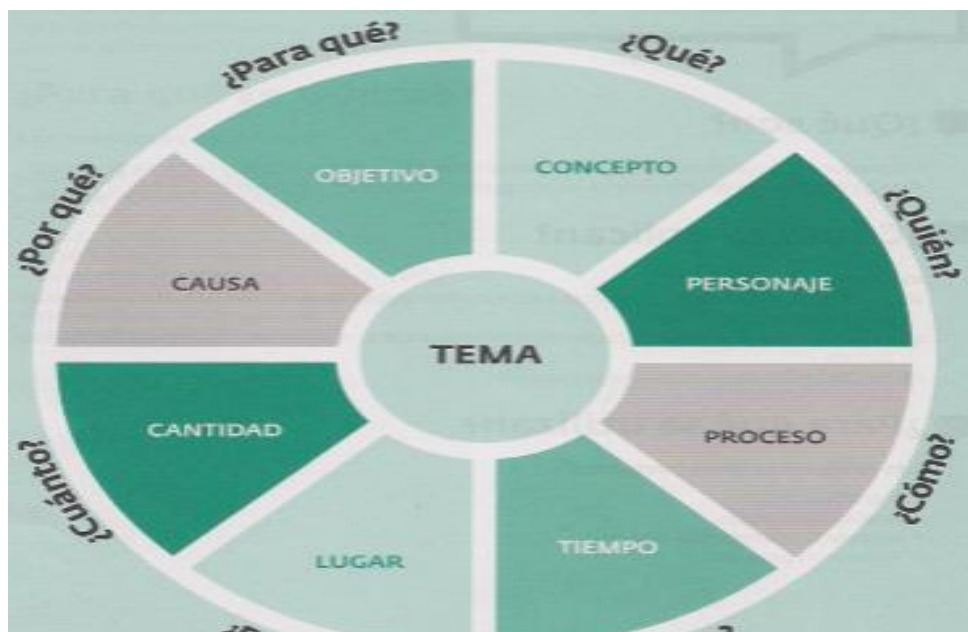 ¿Para qué?
¿Qué?
OBJETIVO
CONCEPTO
¿Por qué?
¿Quién?
CAUSA
PERSONAJE
TEMA
CANTIDAD
PROCESO
¿Cuánto?
¿Cómo?
LUGAR
TIEMPO